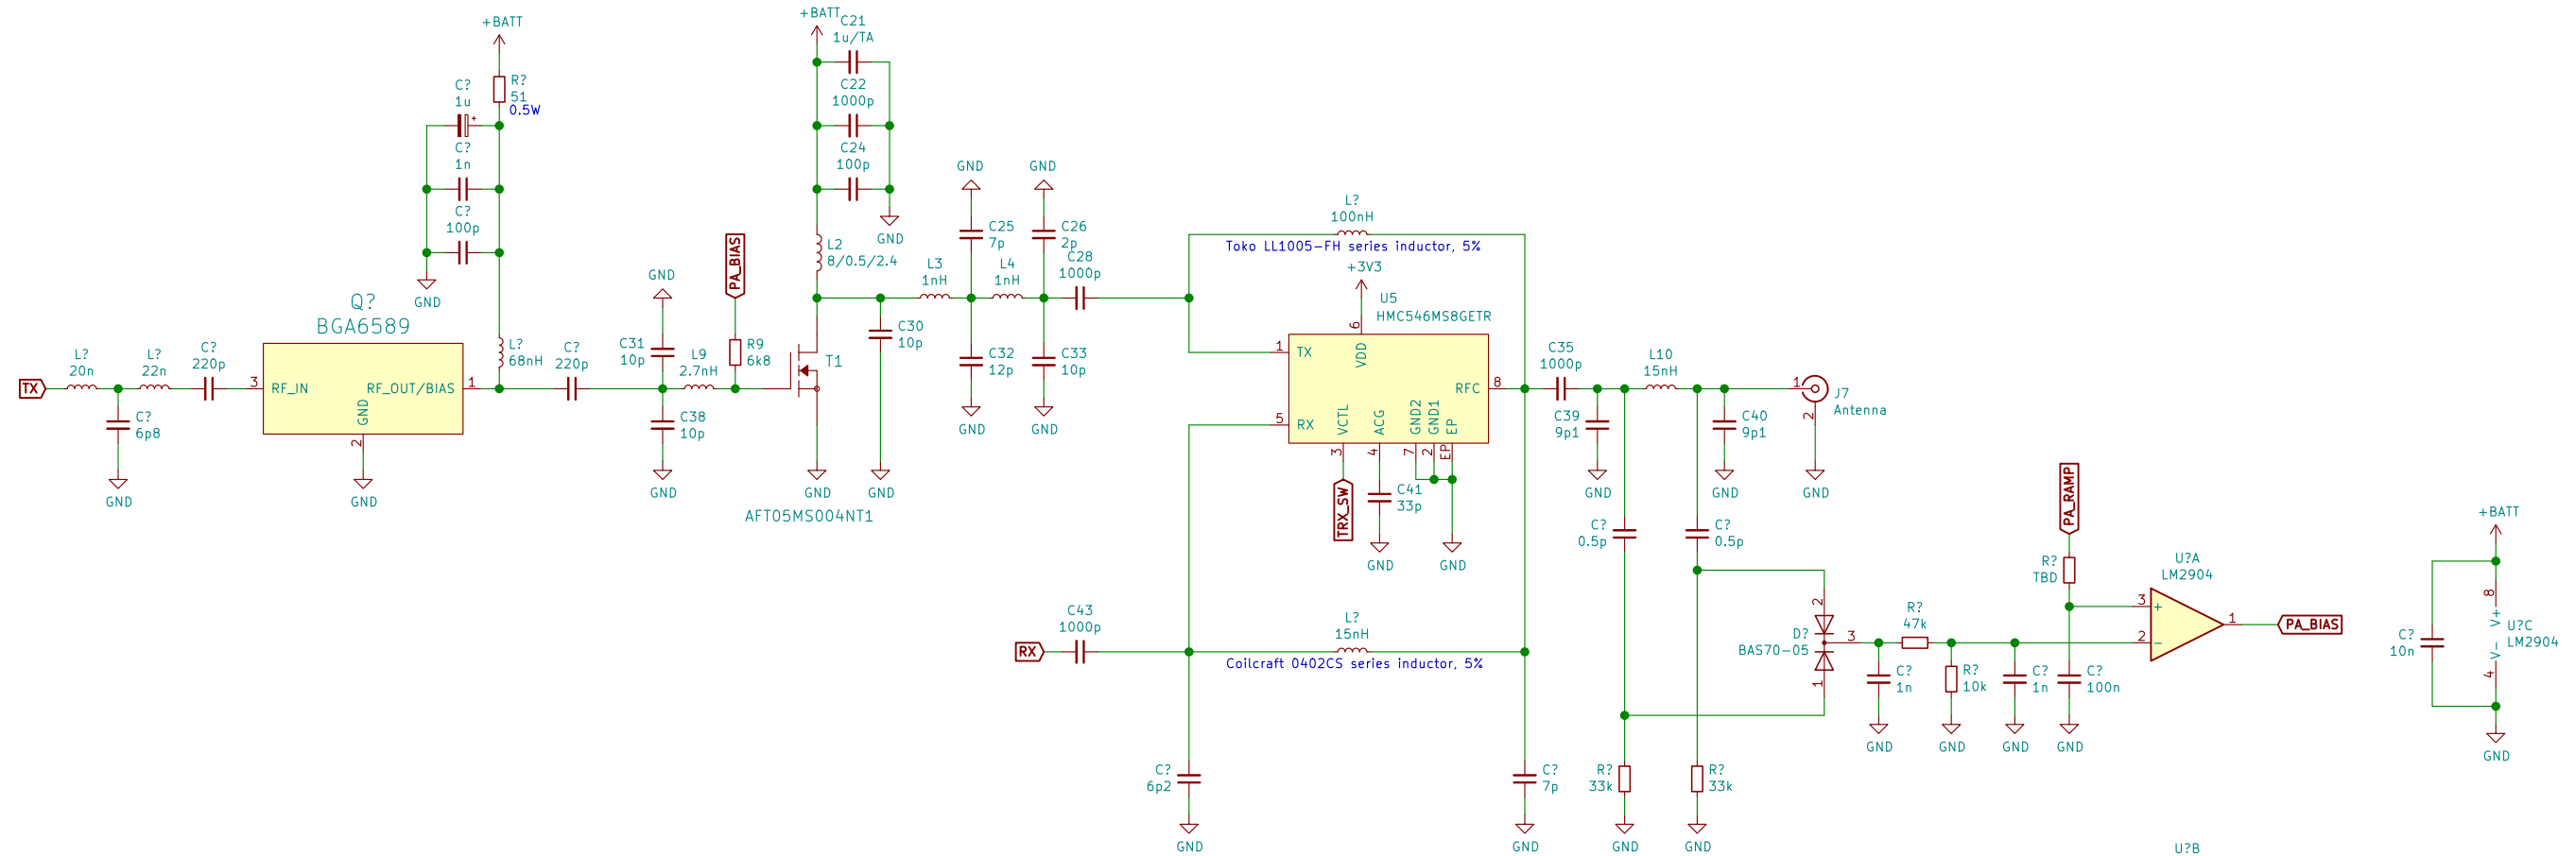 +BATT
R?
51
0.5W
C?
1u
C?
1n
C?
100p
GND
Q?
BGA6589
L?
68nH
TX
L?
20n
L?
22n
C?
220p
3
RF_IN
RF_OUT/BIAS
1
GND
2
GND
C?
6p8
GND
C?
220p
GND
C31
10p
L9
2.7nH
C38
10p
GND
PA_BIAS
R9
6k8
+BATT
C21
1u/TA
C22
1000p
C24
100p
GND
L2
8/0.5/2.4
T1
GND
AFT05MS004NT1
C30
10p
GND
L3
1nH
GND
C25
7p
L4
1nH
GND
C26
2p
C28
1000p
C32
12p
GND
C33
10p
GND
L?
100nH
Toko LL1005-FH series inductor, 5%
+3V3
U5
HMC546MS8GETR
6
VDD
1
TX
5
RX
RFC
8
VCTL
3
ACG
4
GND2
7
GND1
2
EP
EP
TRX_SW
C41
33p
GND
GND
RX
C43
1000p
L?
15nH
Coilcraft 0402CS series inductor, 5%
C?
6p2
GND
C?
7p
GND
C35
1000p
C39
9p1
GND
L10
15nH
C40
9p1
GND
1
2
J7
Antenna
GND
C?
0.5p
C?
0.5p
R?
33k
GND
R?
33k
GND
2
D?
BAS70-05
3
1
C?
1n
GND
R?
47k
R?
10k
GND
C?
1n
GND
PA_RAMP
R?
TBD
C?
100n
GND
U?A
LM2904
3
+
2
-
1
PA_BIAS
+BATT
C?
10n
8
V+
U?C
LM2904
V-
4
GND
U?B